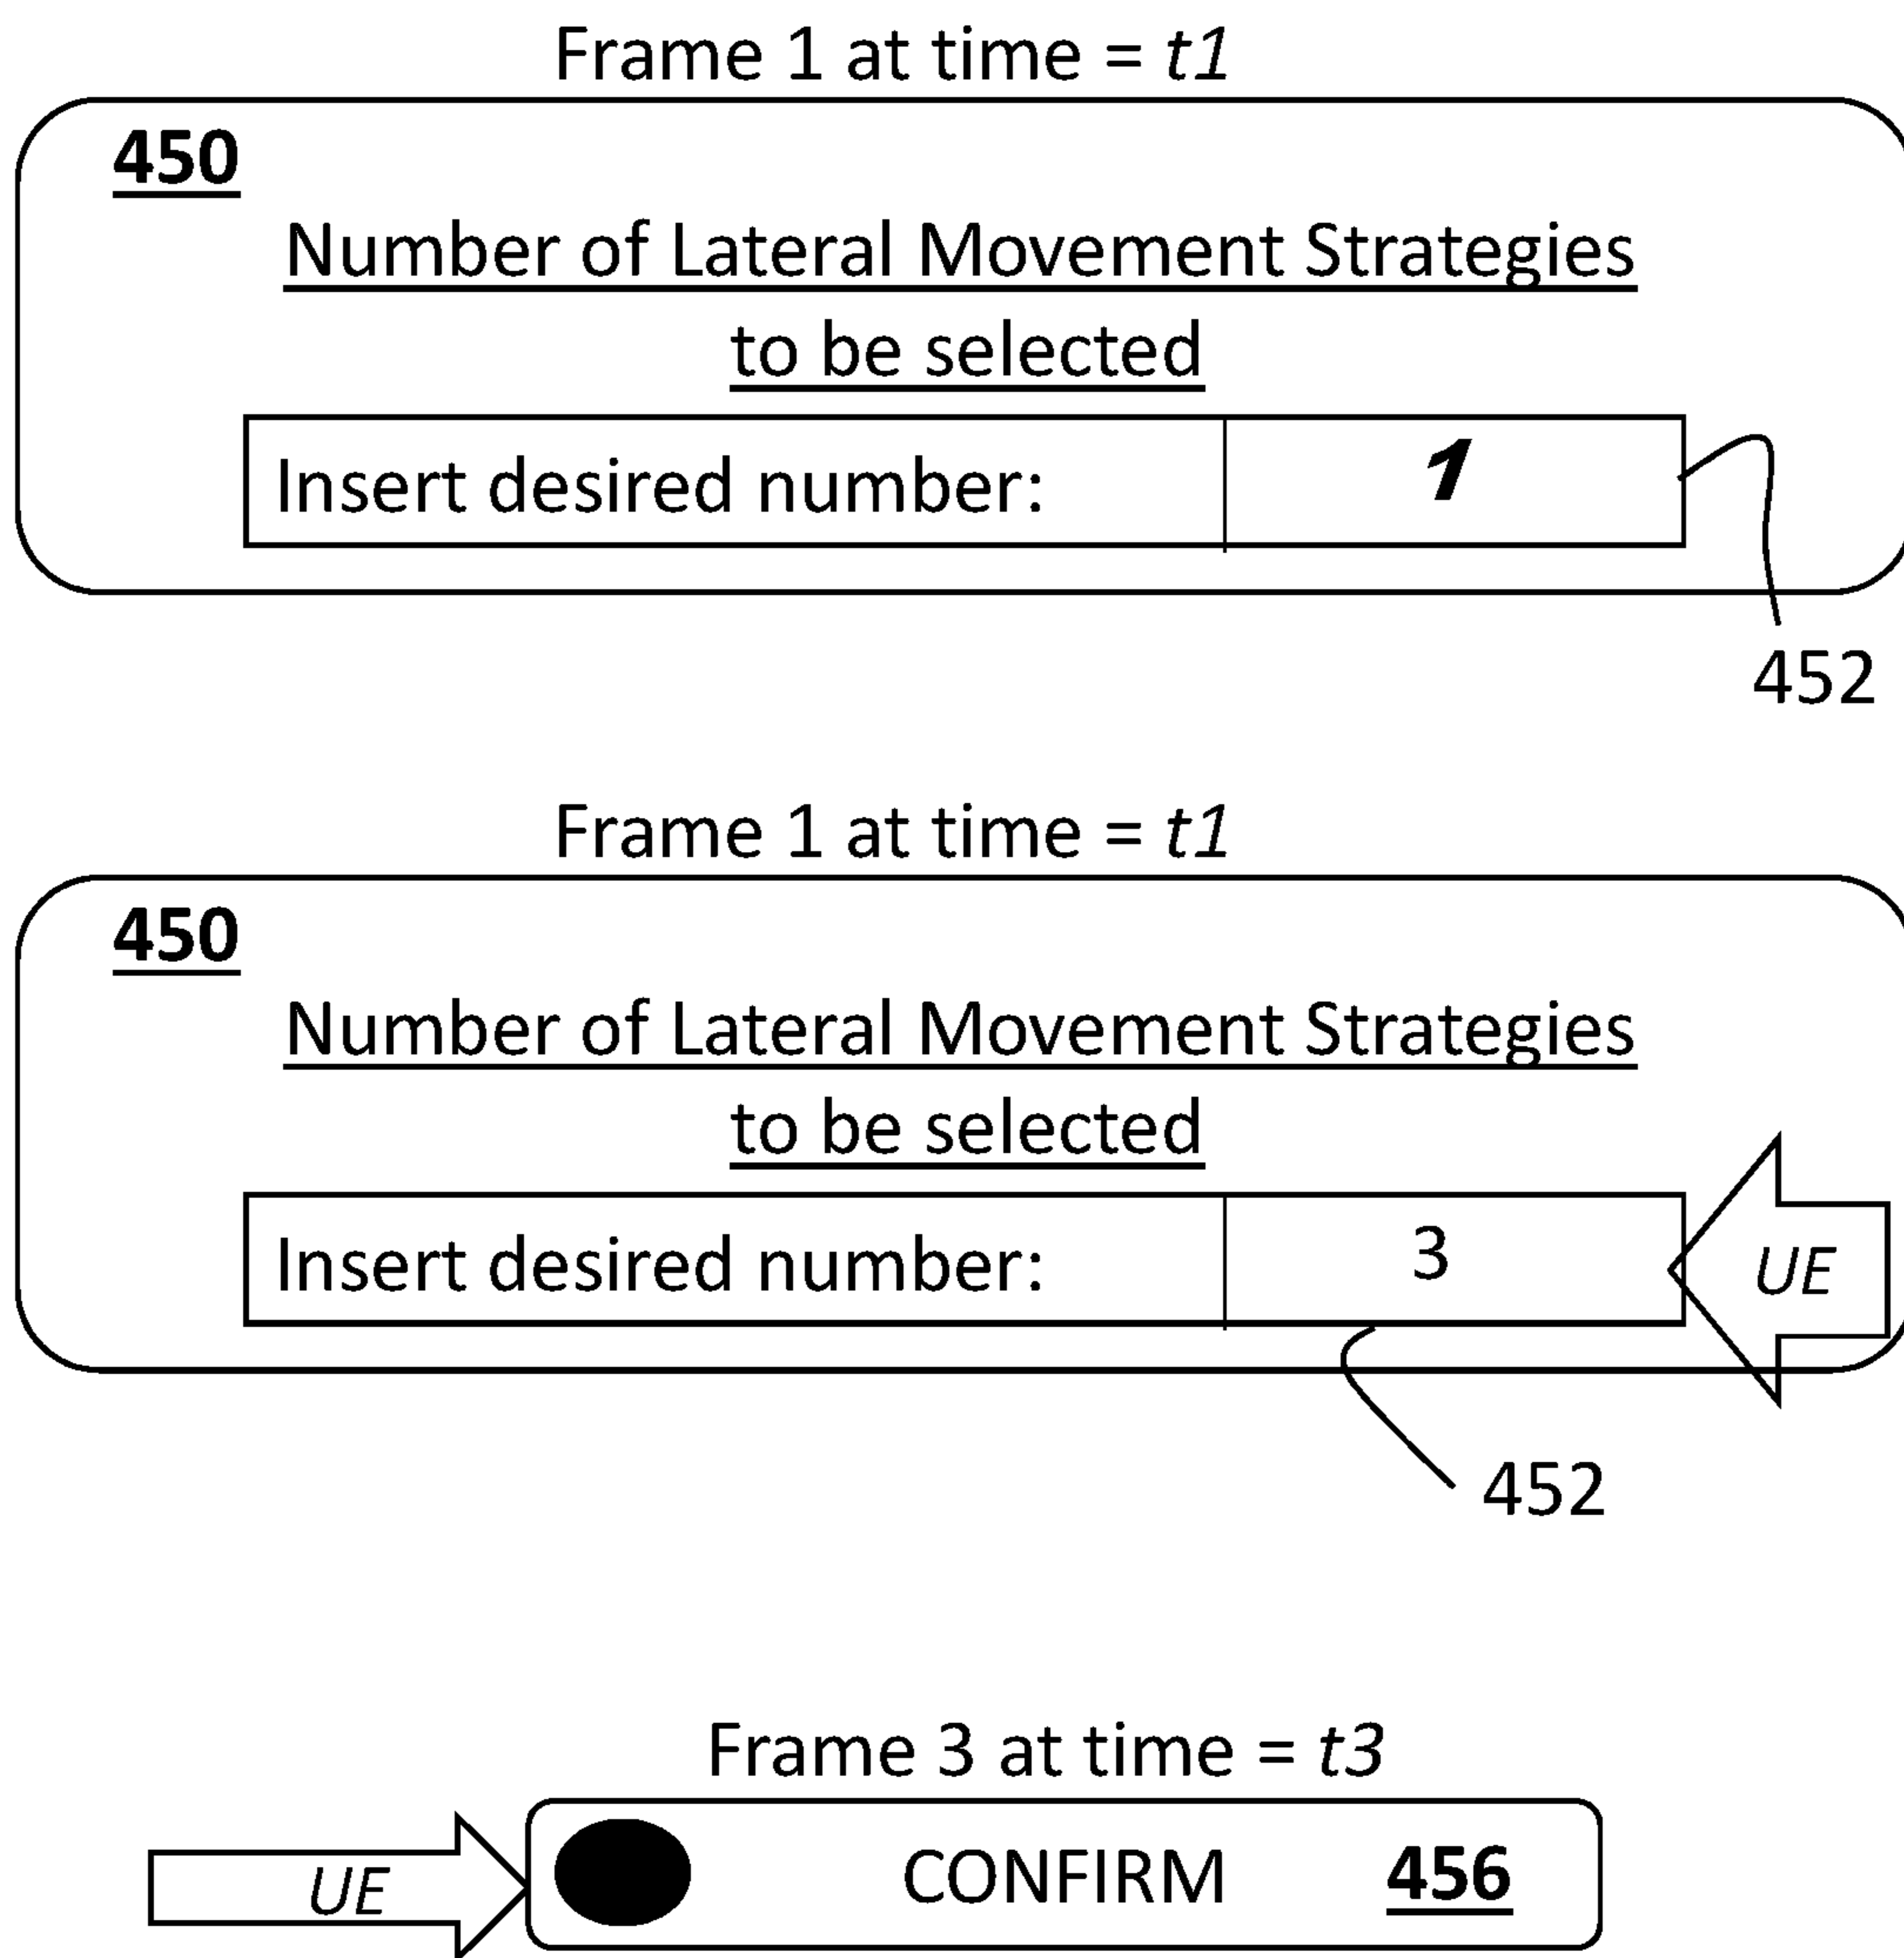 Frame 1 at time = t1
450
Number of Lateral Movement Strategies
to be selected
Insert desired number: 1
452
Frame 1 at time = t1
450
Number of Lateral Movement Strategies
to be selected
Insert desired number: 3
UE
452
Frame 3 at time = t3
UE CONFIRM 456